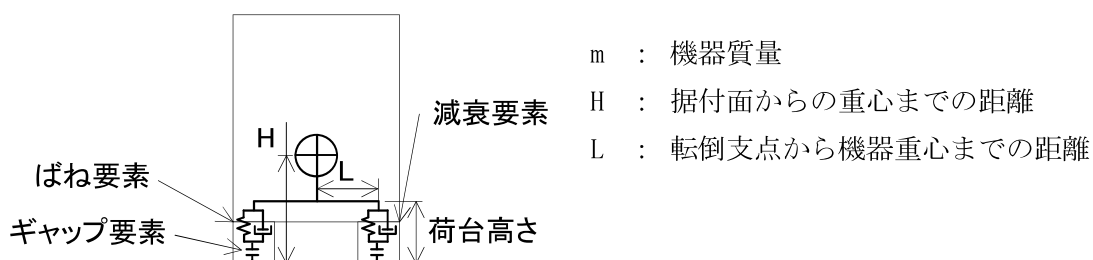 m : 機器質量
H : 据付面からの重心までの距離
L : 転倒支点から機器重心までの距離
減衰要素
H
L
ばね要素
ギャップ要素
荷台高さ